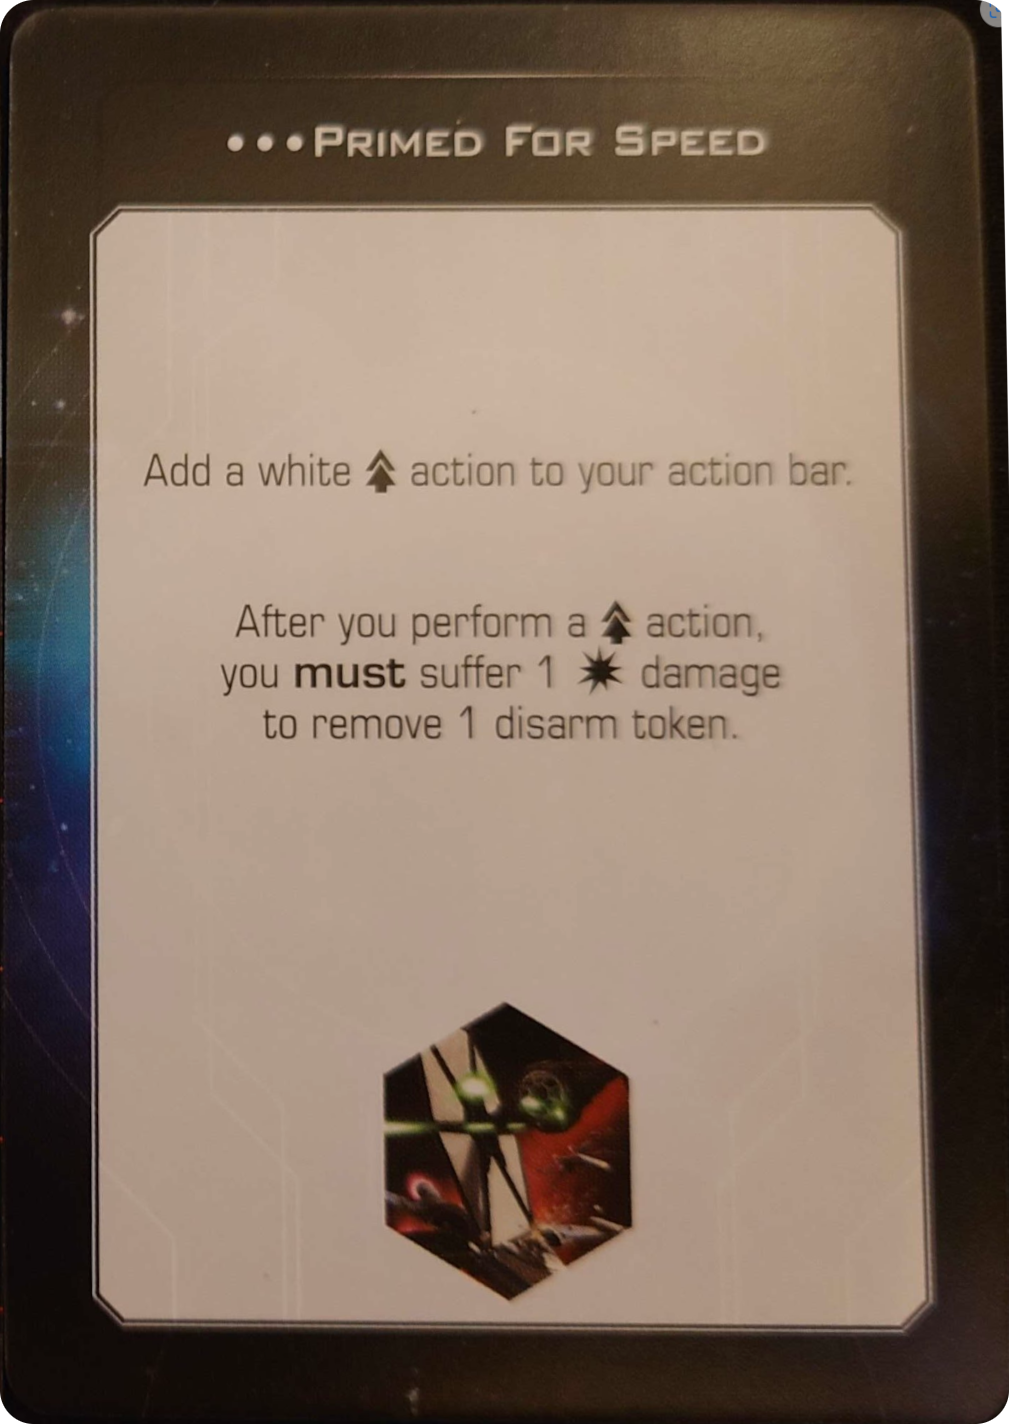 •••Primed For Speed
Add a white action to your action bar.
After you perform a action,
you must suffer 1 damage
to remove 1 disarm token.